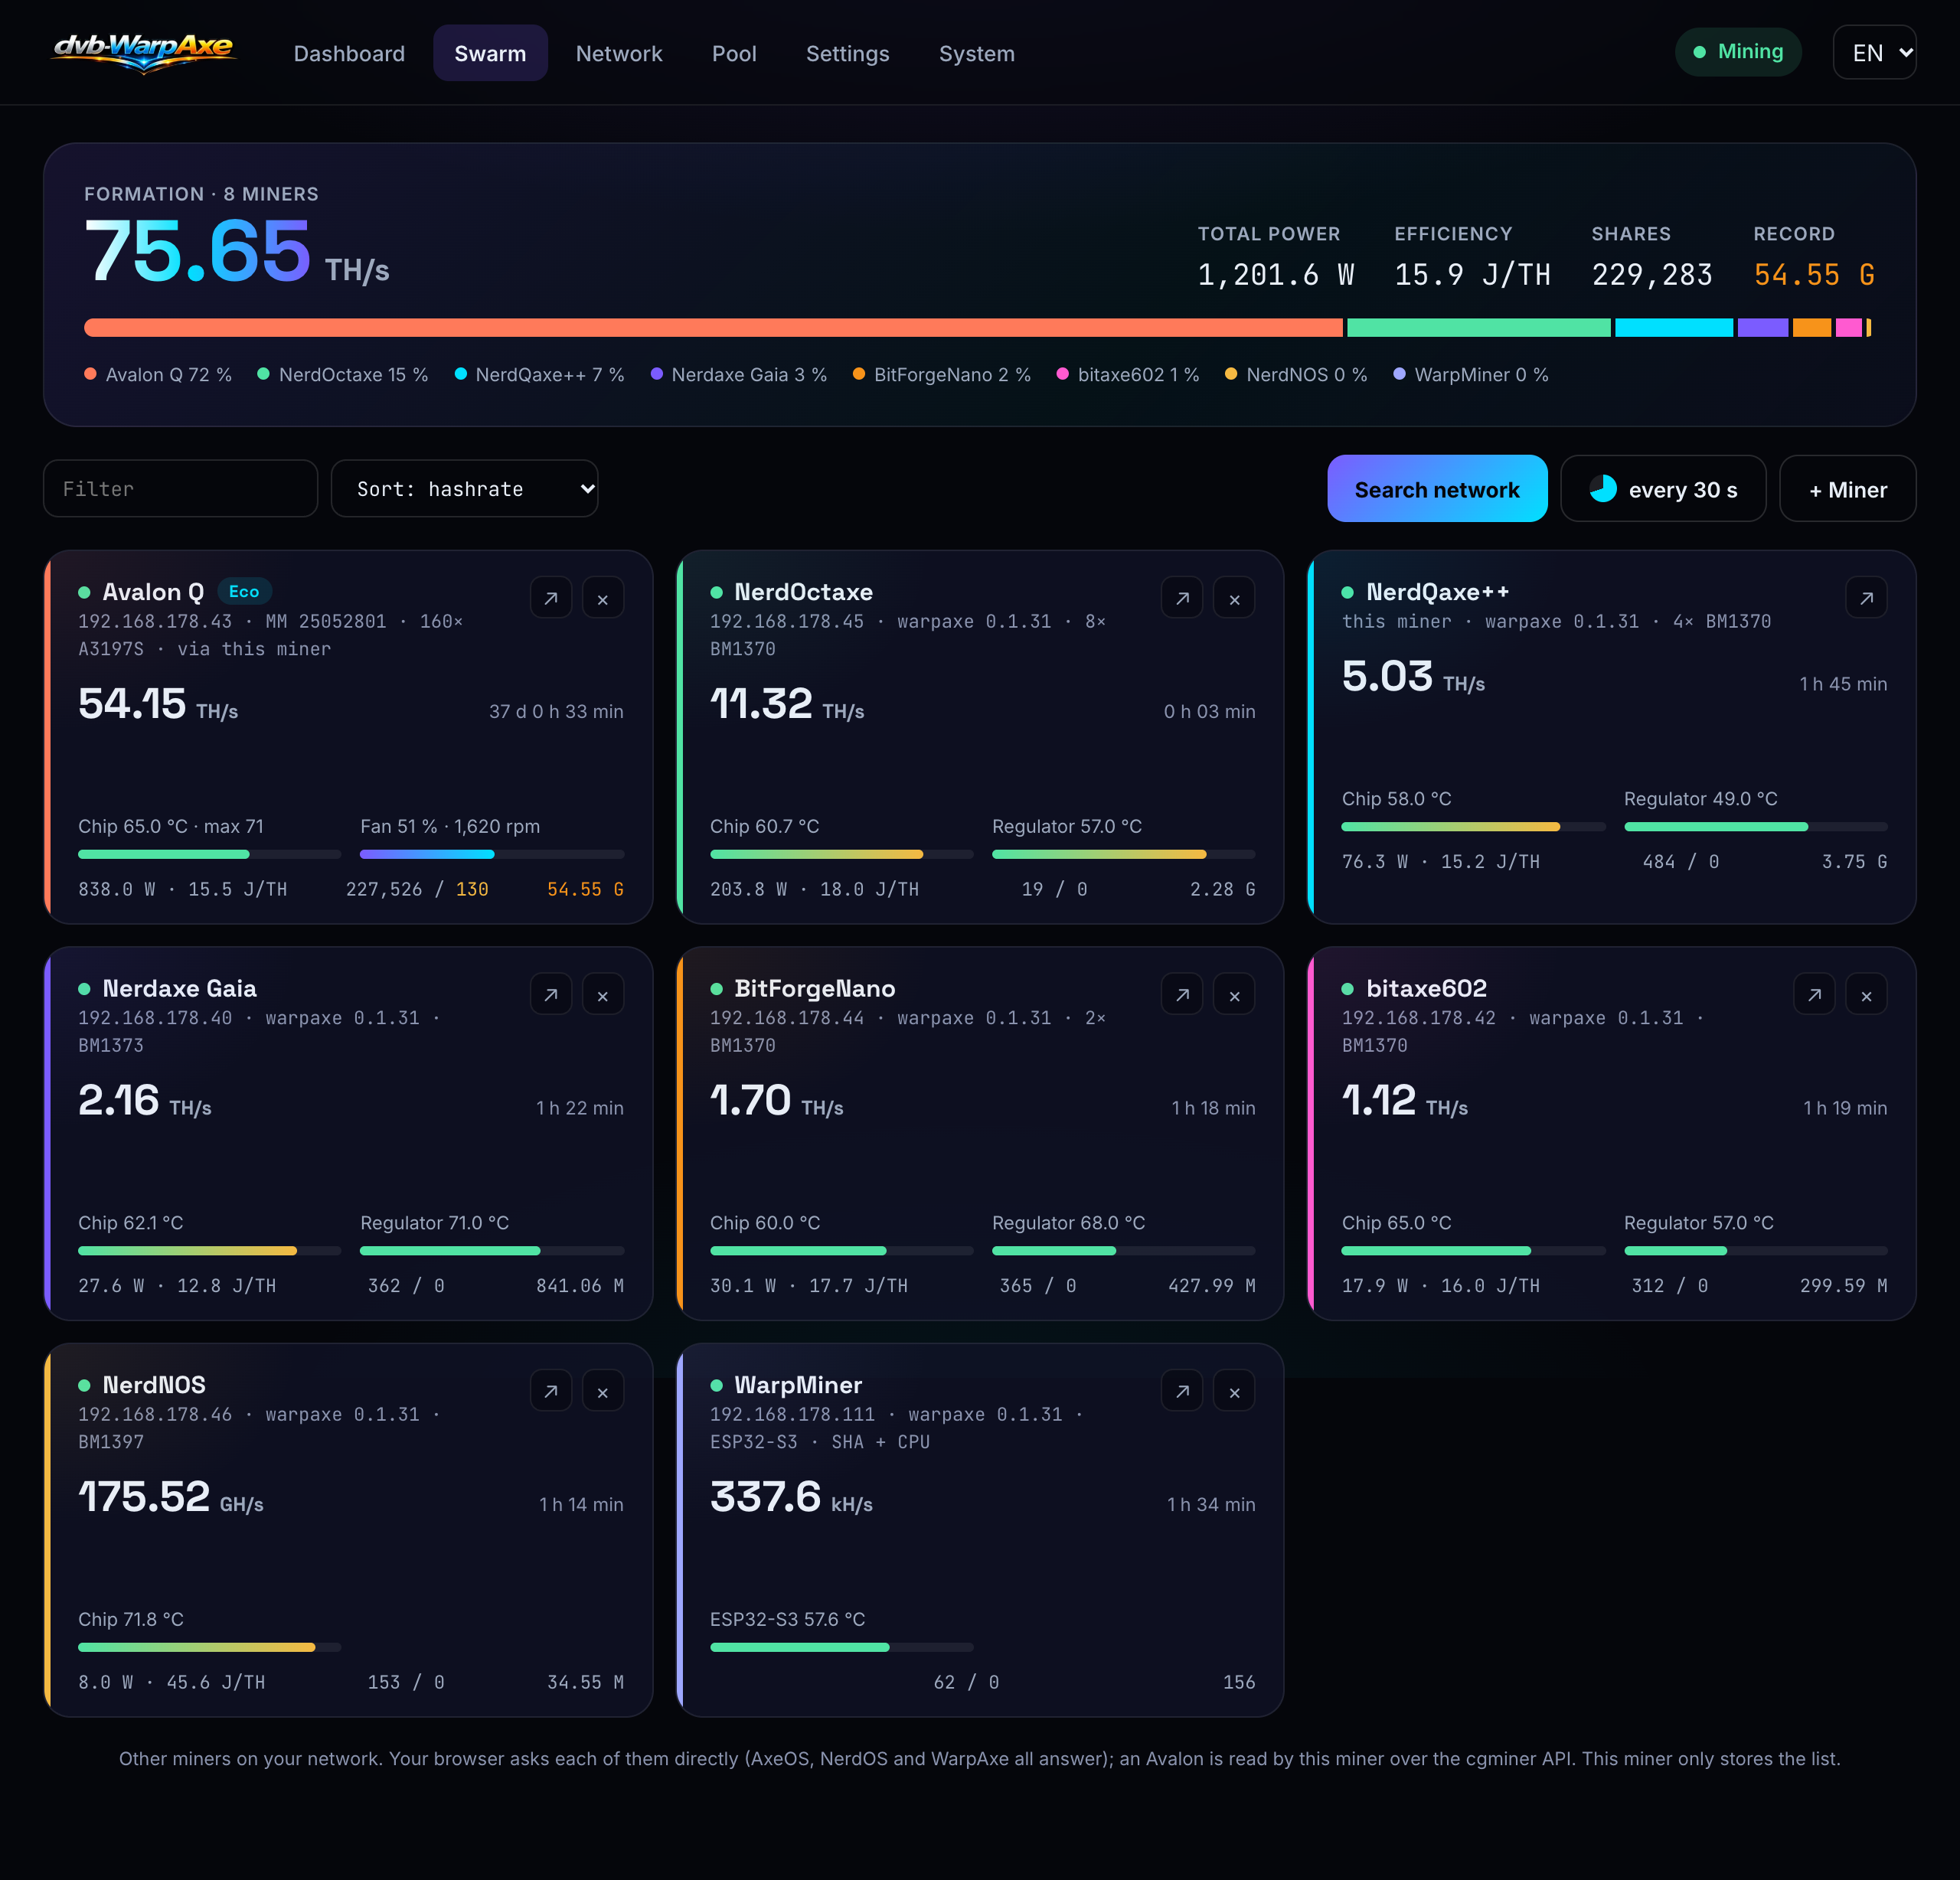 dvb-WarpAxe Dashboard Swarm Network Pool Settings System Mining EN
FORMATION · 8 MINERS
75.65 TH/s
TOTAL POWER EFFICIENCY SHARES RECORD
1,201.6 W 15.9 J/TH 229,283 54.55 G
Avalon Q 72 % NerdOctaxe 15 % NerdQaxe++ 7 % Nerdaxe Gaia 3 % BitForgeNano 2 % bitaxe602 1 % NerdNOS 0 % WarpMiner 0 %
Filter Sort: hashrate Search network every 30 s + Miner
Avalon Q Eco
192.168.178.43 · MM 25052801 · 160×
A3197S · via this miner
54.15 TH/s 37 d 0 h 33 min
Chip 65.0 °C · max 71 Fan 51 % · 1,620 rpm
838.0 W · 15.5 J/TH 227,526 / 130 54.55 G
NerdOctaxe
192.168.178.45 · warpaxe 0.1.31 · 8×
BM1370
11.32 TH/s 0 h 03 min
Chip 60.7 °C Regulator 57.0 °C
203.8 W · 18.0 J/TH 19 / 0 2.28 G
NerdQaxe++
this miner · warpaxe 0.1.31 · 4× BM1370
5.03 TH/s 1 h 45 min
Chip 58.0 °C Regulator 49.0 °C
76.3 W · 15.2 J/TH 484 / 0 3.75 G
Nerdaxe Gaia
192.168.178.40 · warpaxe 0.1.31 ·
BM1373
2.16 TH/s 1 h 22 min
Chip 62.1 °C Regulator 71.0 °C
27.6 W · 12.8 J/TH 362 / 0 841.06 M
BitForgeNano
192.168.178.44 · warpaxe 0.1.31 · 2×
BM1370
1.70 TH/s 1 h 18 min
Chip 60.0 °C Regulator 68.0 °C
30.1 W · 17.7 J/TH 365 / 0 427.99 M
bitaxe602
192.168.178.42 · warpaxe 0.1.31 ·
BM1370
1.12 TH/s 1 h 19 min
Chip 65.0 °C Regulator 57.0 °C
17.9 W · 16.0 J/TH 312 / 0 299.59 M
NerdNOS
192.168.178.46 · warpaxe 0.1.31 ·
BM1397
175.52 GH/s 1 h 14 min
Chip 71.8 °C
8.0 W · 45.6 J/TH 153 / 0 34.55 M
WarpMiner
192.168.178.111 · warpaxe 0.1.31 ·
ESP32-S3 · SHA + CPU
337.6 kH/s 1 h 34 min
ESP32-S3 57.6 °C
62 / 0 156
Other miners on your network. Your browser asks each of them directly (AxeOS, NerdOS and WarpAxe all answer); an Avalon is read by this miner over the cgminer API. This miner only stores the list.